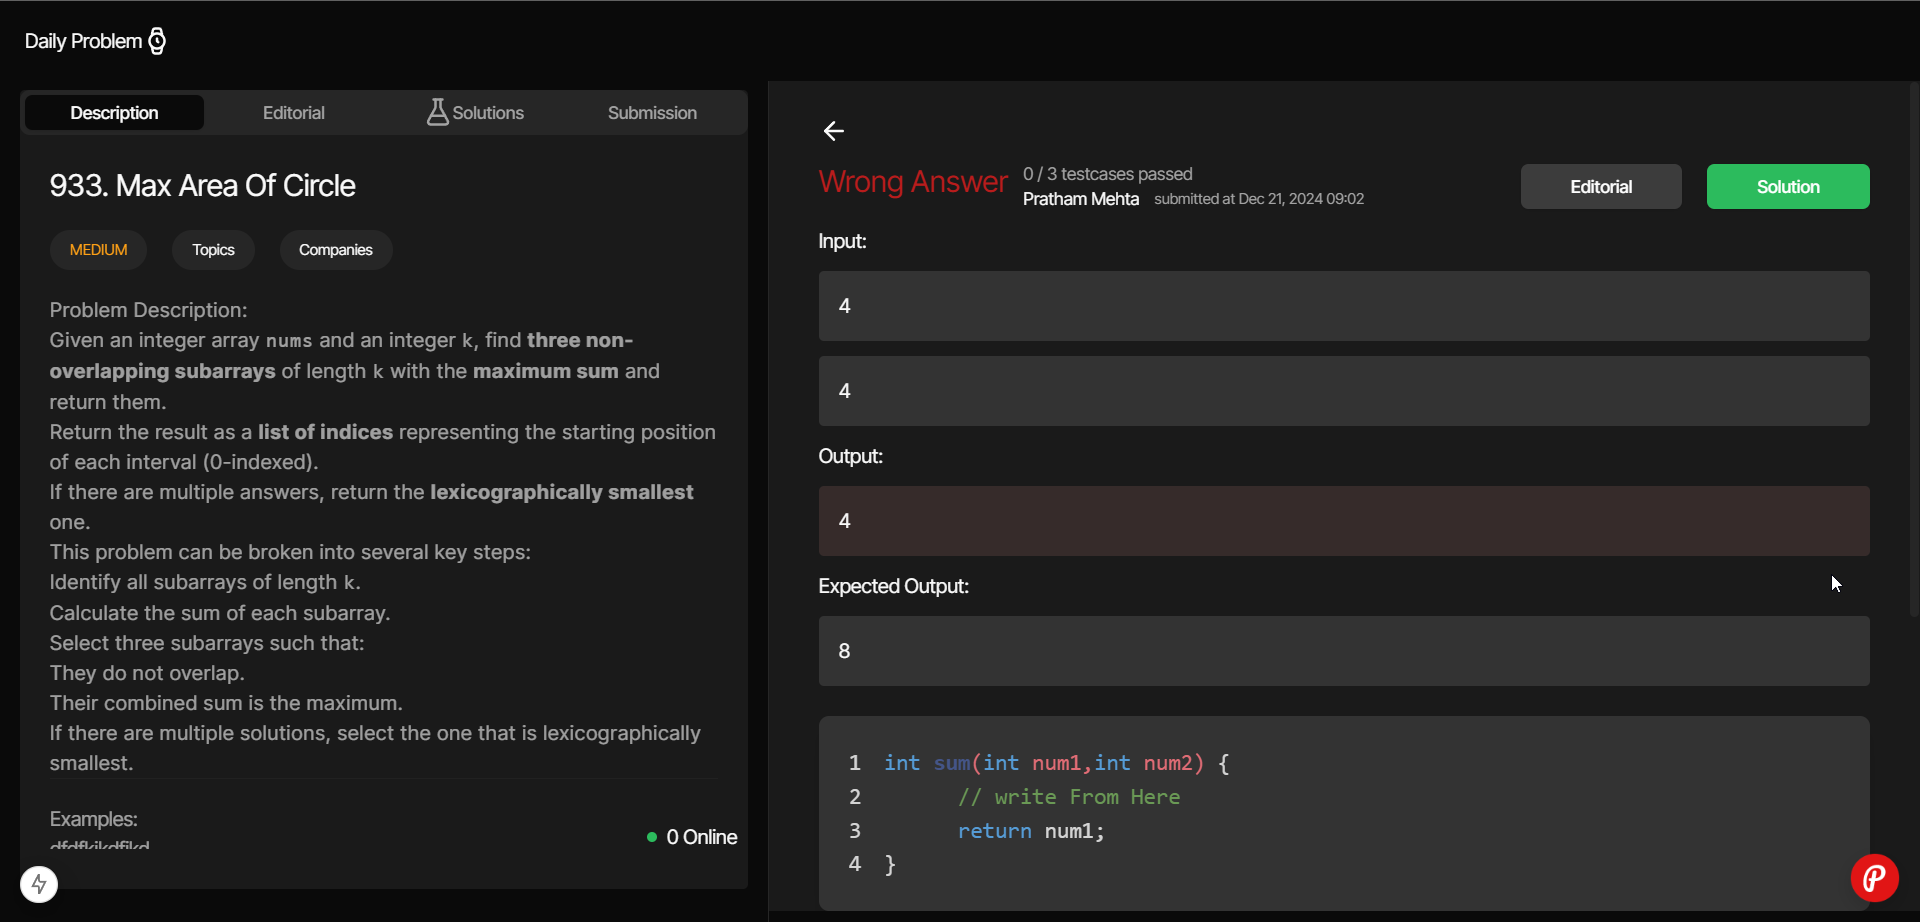 Daily Problem
Description
Editorial
Solutions
Submission
933. Max Area Of Circle
MEDIUM
Topics
Companies
Problem Description:
Given an integer array nums and an integer k, find three non-
overlapping subarrays of length k with the maximum sum and
return them.
Return the result as a list of indices representing the starting position
of each interval (0-indexed).
If there are multiple answers, return the lexicographically smallest
one.
This problem can be broken into several key steps:
Identify all subarrays of length k.
Calculate the sum of each subarray.
Select three subarrays such that:
They do not overlap.
Their combined sum is the maximum.
If there are multiple solutions, select the one that is lexicographically
smallest.
Examples:
0 Online
Wrong Answer
0 / 3 testcases passed
Pratham Mehta submitted at Dec 21, 2024 09:02
Editorial
Solution
Input:
4
4
Output:
4
Expected Output:
8
1 int sum(int num1,int num2) {
2 // write From Here
3 return num1;
4 }